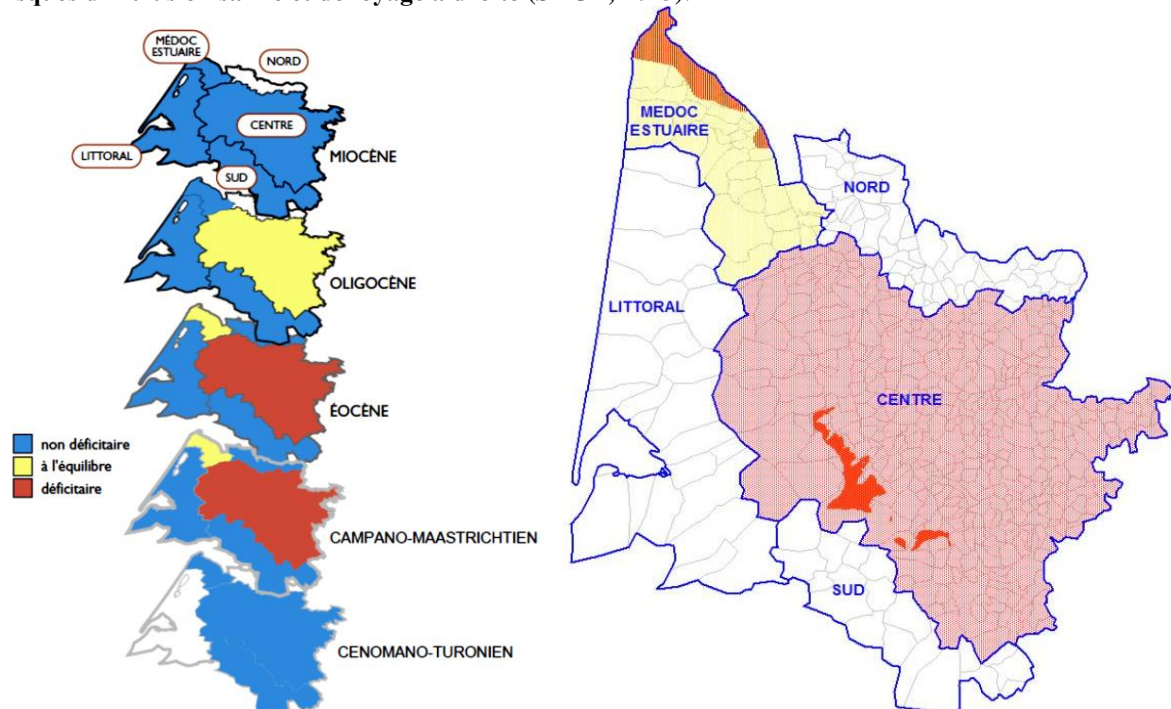 MÉDOC
ESTUAIRE
NORD
CENTRE
LITTORAL
MIOCÈNE
SUD
OLIGOCÈNE
ÉOCÈNE
non déficitaire
à l'équilibre
déficitaire
CAMPANO-MAASTRICHTIEN
CENOMANO-TURONIEN
MEDOC
ESTUAIRE
NORD
LITTORAL
CENTRE
SUD